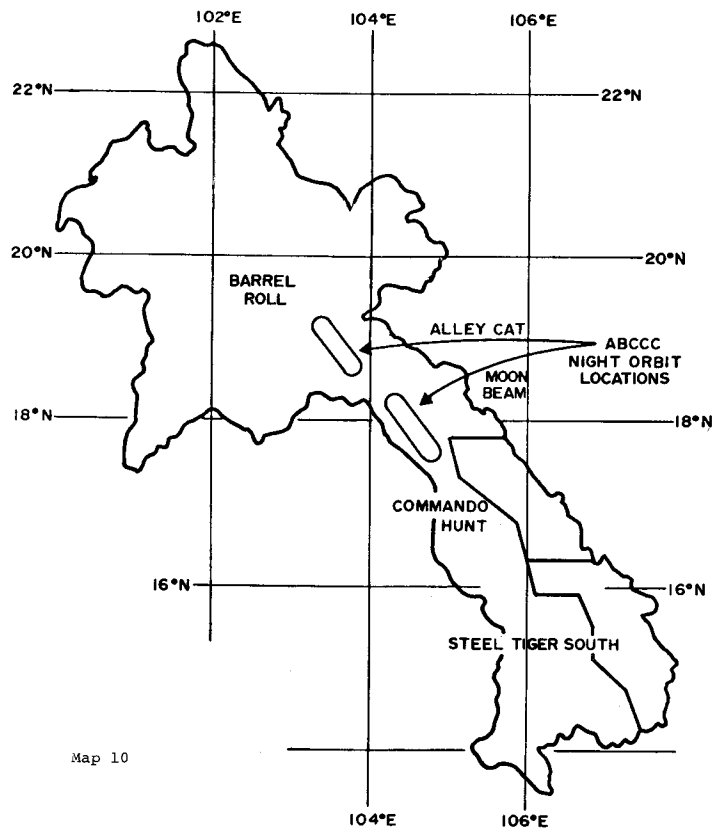 102°E
104°E
106°E
22°N
22°N
20°N
20°N
BARREL
ROLL
ALLEY CAT
ABCCC
NIGHT ORBIT
LOCATIONS
MOON
BEAM
18°N
18°N
COMMANDO
HUNT
16°N
16°N
STEEL TIGER SOUTH
Map 10
104°E
106°E